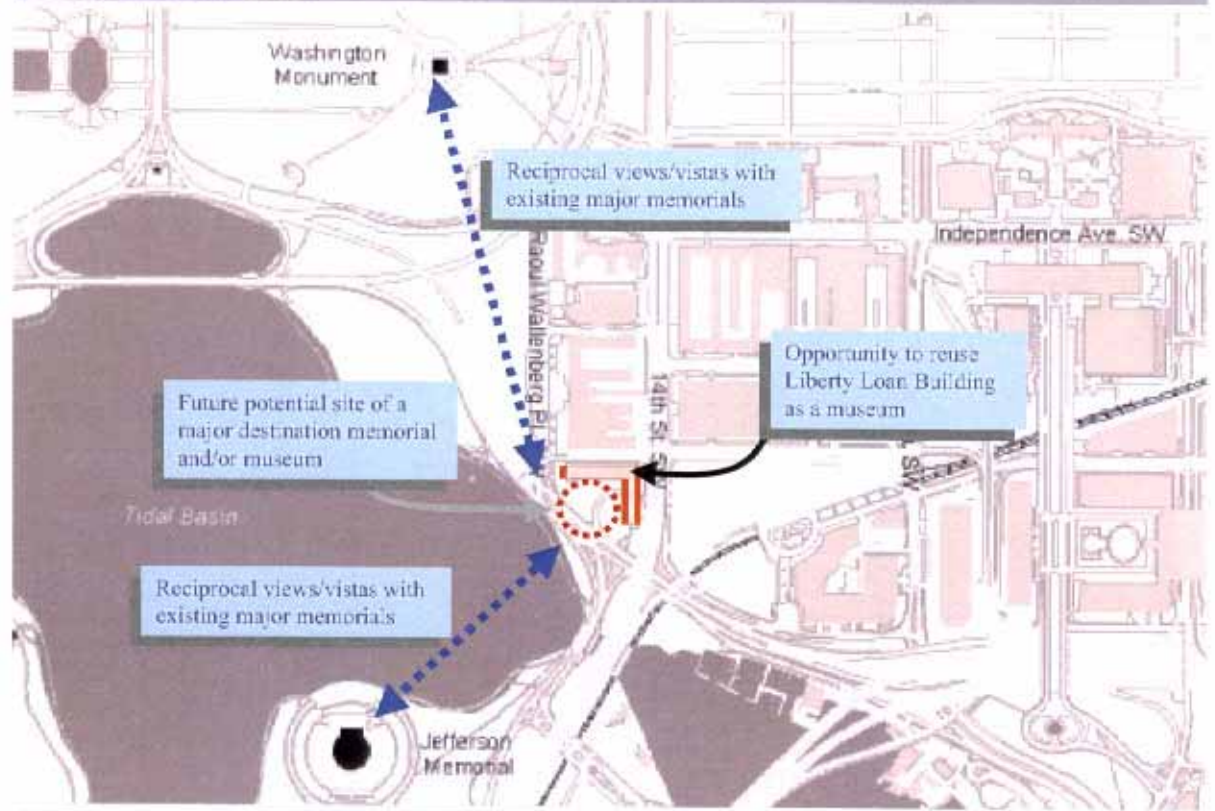 Washington
Monument
Reciprocal views/vistas with
existing major memorials
Independence Ave. SW
Raoul Wallenberg Pl
14th St SW
Opportunity to reuse
Liberty Loan Building
as a museum
Future potential site of a
major destination memorial
and/or museum
Tidal Basin
Reciprocal views/vistas with
existing major memorials
Jefferson
Memorial